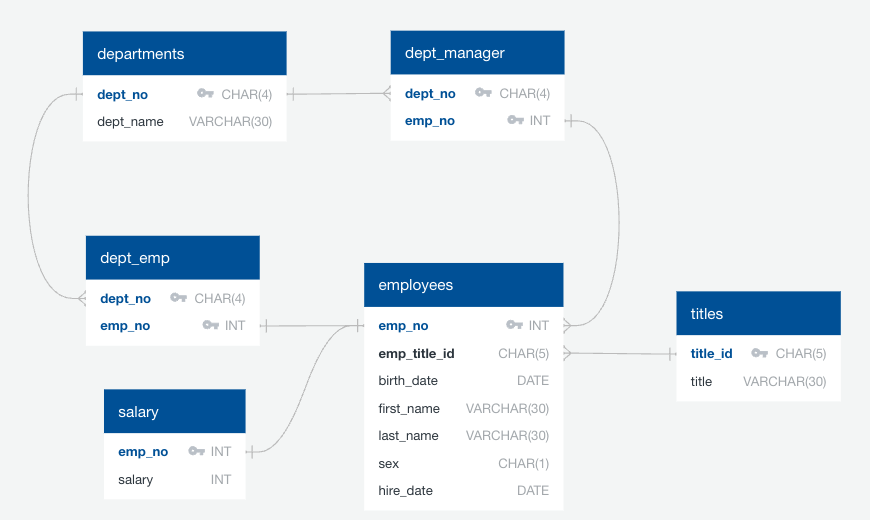 departments
dept_no CHAR(4)
dept_name VARCHAR(30)
dept_manager
dept_no CHAR(4)
emp_no INT
dept_emp
dept_no CHAR(4)
emp_no INT
employees
emp_no INT
emp_title_id CHAR(5)
birth_date DATE
first_name VARCHAR(30)
last_name VARCHAR(30)
sex CHAR(1)
hire_date DATE
titles
title_id CHAR(5)
title VARCHAR(30)
salary
emp_no INT
salary INT